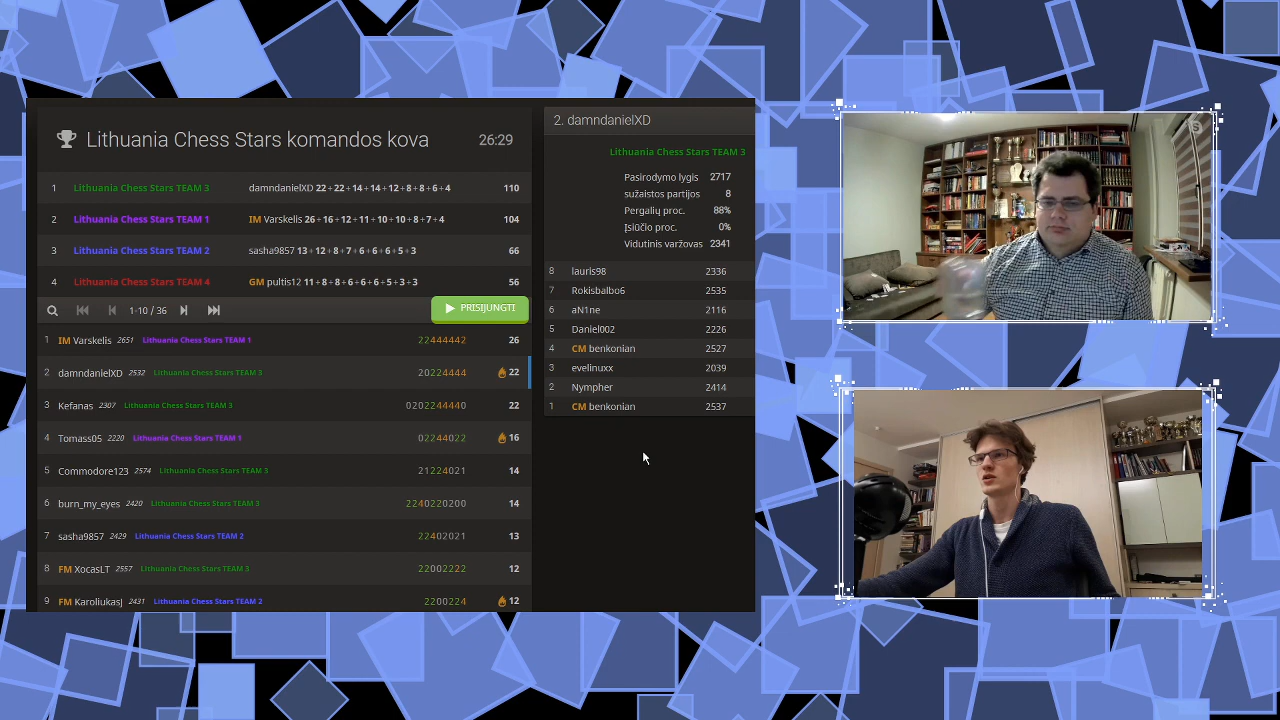 Lithuania Chess Stars komandos kova 26:29
1 Lithuania Chess Stars TEAM 3 damndanielXD 22+22+14+14+12+8+8+6+4 110
2 Lithuania Chess Stars TEAM 1 IM Varskelis 26+16+12+11+10+10+8+7+4 104
3 Lithuania Chess Stars TEAM 2 sasha9857 13+12+8+7+6+6+6+5+3 66
4 Lithuania Chess Stars TEAM 4 GM pultis12 11+8+8+6+6+6+5+3+3 56
1-10 / 36 PRISIJUNGTI
1 IM Varskelis 2651 Lithuania Chess Stars TEAM 1 22444442 26
2 damndanielXD 2532 Lithuania Chess Stars TEAM 3 20224444 22
3 Kefanas 2307 Lithuania Chess Stars TEAM 3 0202244440 22
4 Tomass05 2220 Lithuania Chess Stars TEAM 1 02244022 16
5 Commodore123 2574 Lithuania Chess Stars TEAM 3 21224021 14
6 burn_my_eyes 2420 Lithuania Chess Stars TEAM 3 2240220200 14
7 sasha9857 2429 Lithuania Chess Stars TEAM 2 22402021 13
8 FM XocasLT 2557 Lithuania Chess Stars TEAM 3 22002222 12
9 FM KaroliukasJ 2431 Lithuania Chess Stars TEAM 2 2200224 12
2. damndanielXD
Lithuania Chess Stars TEAM 3
Pasirodymo lygis 2717
sužaistos partijos 8
Pergalių proc. 88%
Įsiūčio proc. 0%
Vidutinis varžovas 2341
8 lauris98 2336
7 Rokisbalbo6 2535
6 aN1ne 2116
5 Daniel002 2226
4 CM benkonian 2527
3 evelinuxx 2039
2 Nympher 2414
1 CM benkonian 2537